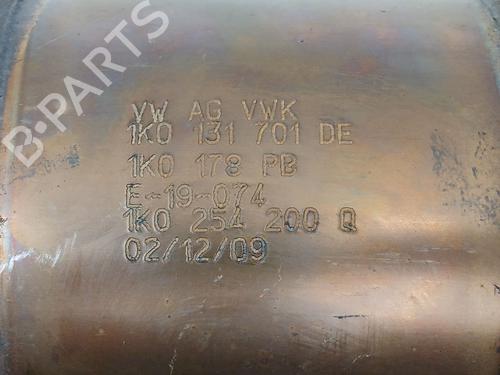 VW AG VWK
1K0 131 701 DE
1K0 178 PB
E-19-074
1K0 254 200 Q
02/12/09
B-PARTS